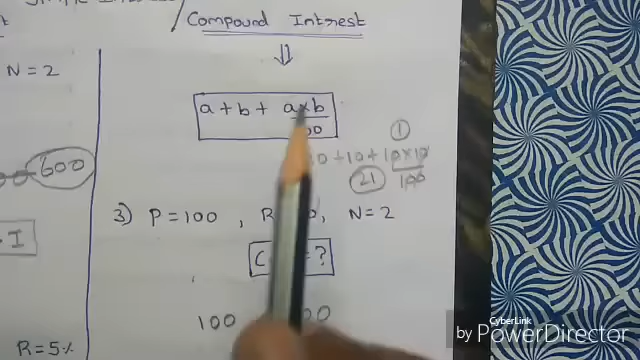 Compound Interest
N = 2
a + b + a×b
10 + 10 + 10×10
1
21
100
600
3) P = 100 , N = 2
= ?
I
100
R = 5%
CyberLink
by PowerDirector